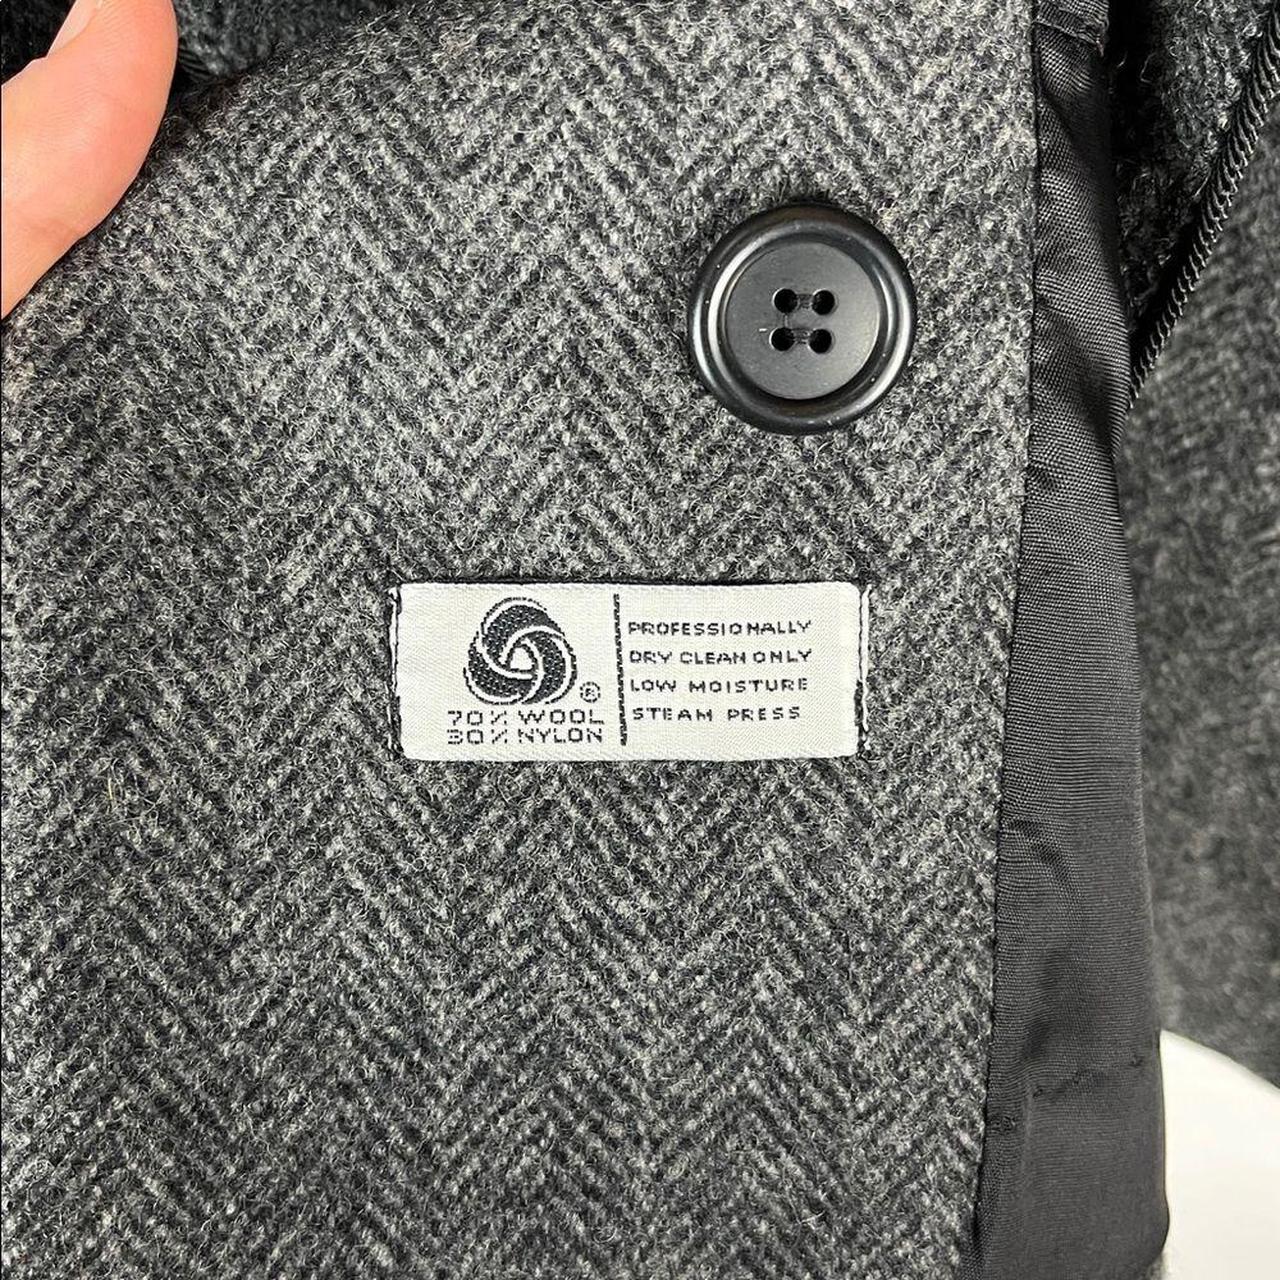 ®
70% WOOL
30% NYLON
PROFESSIONALLY
DRY CLEAN ONLY
LOW MOISTURE
STEAM PRESS